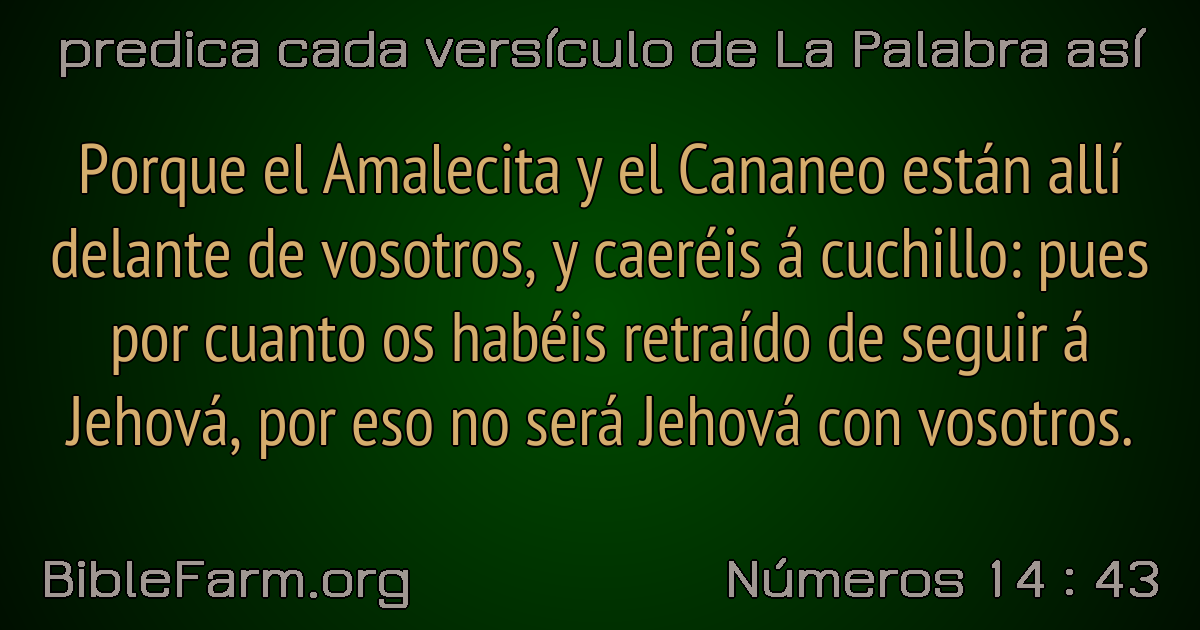 predica cada versículo de La Palabra así
Porque el Amalecita y el Cananeo están allí
delante de vosotros, y caeréis á cuchillo: pues
por cuanto os habéis retraído de seguir á
Jehová, por eso no será Jehová con vosotros.
BibleFarm.org
Números 14 : 43